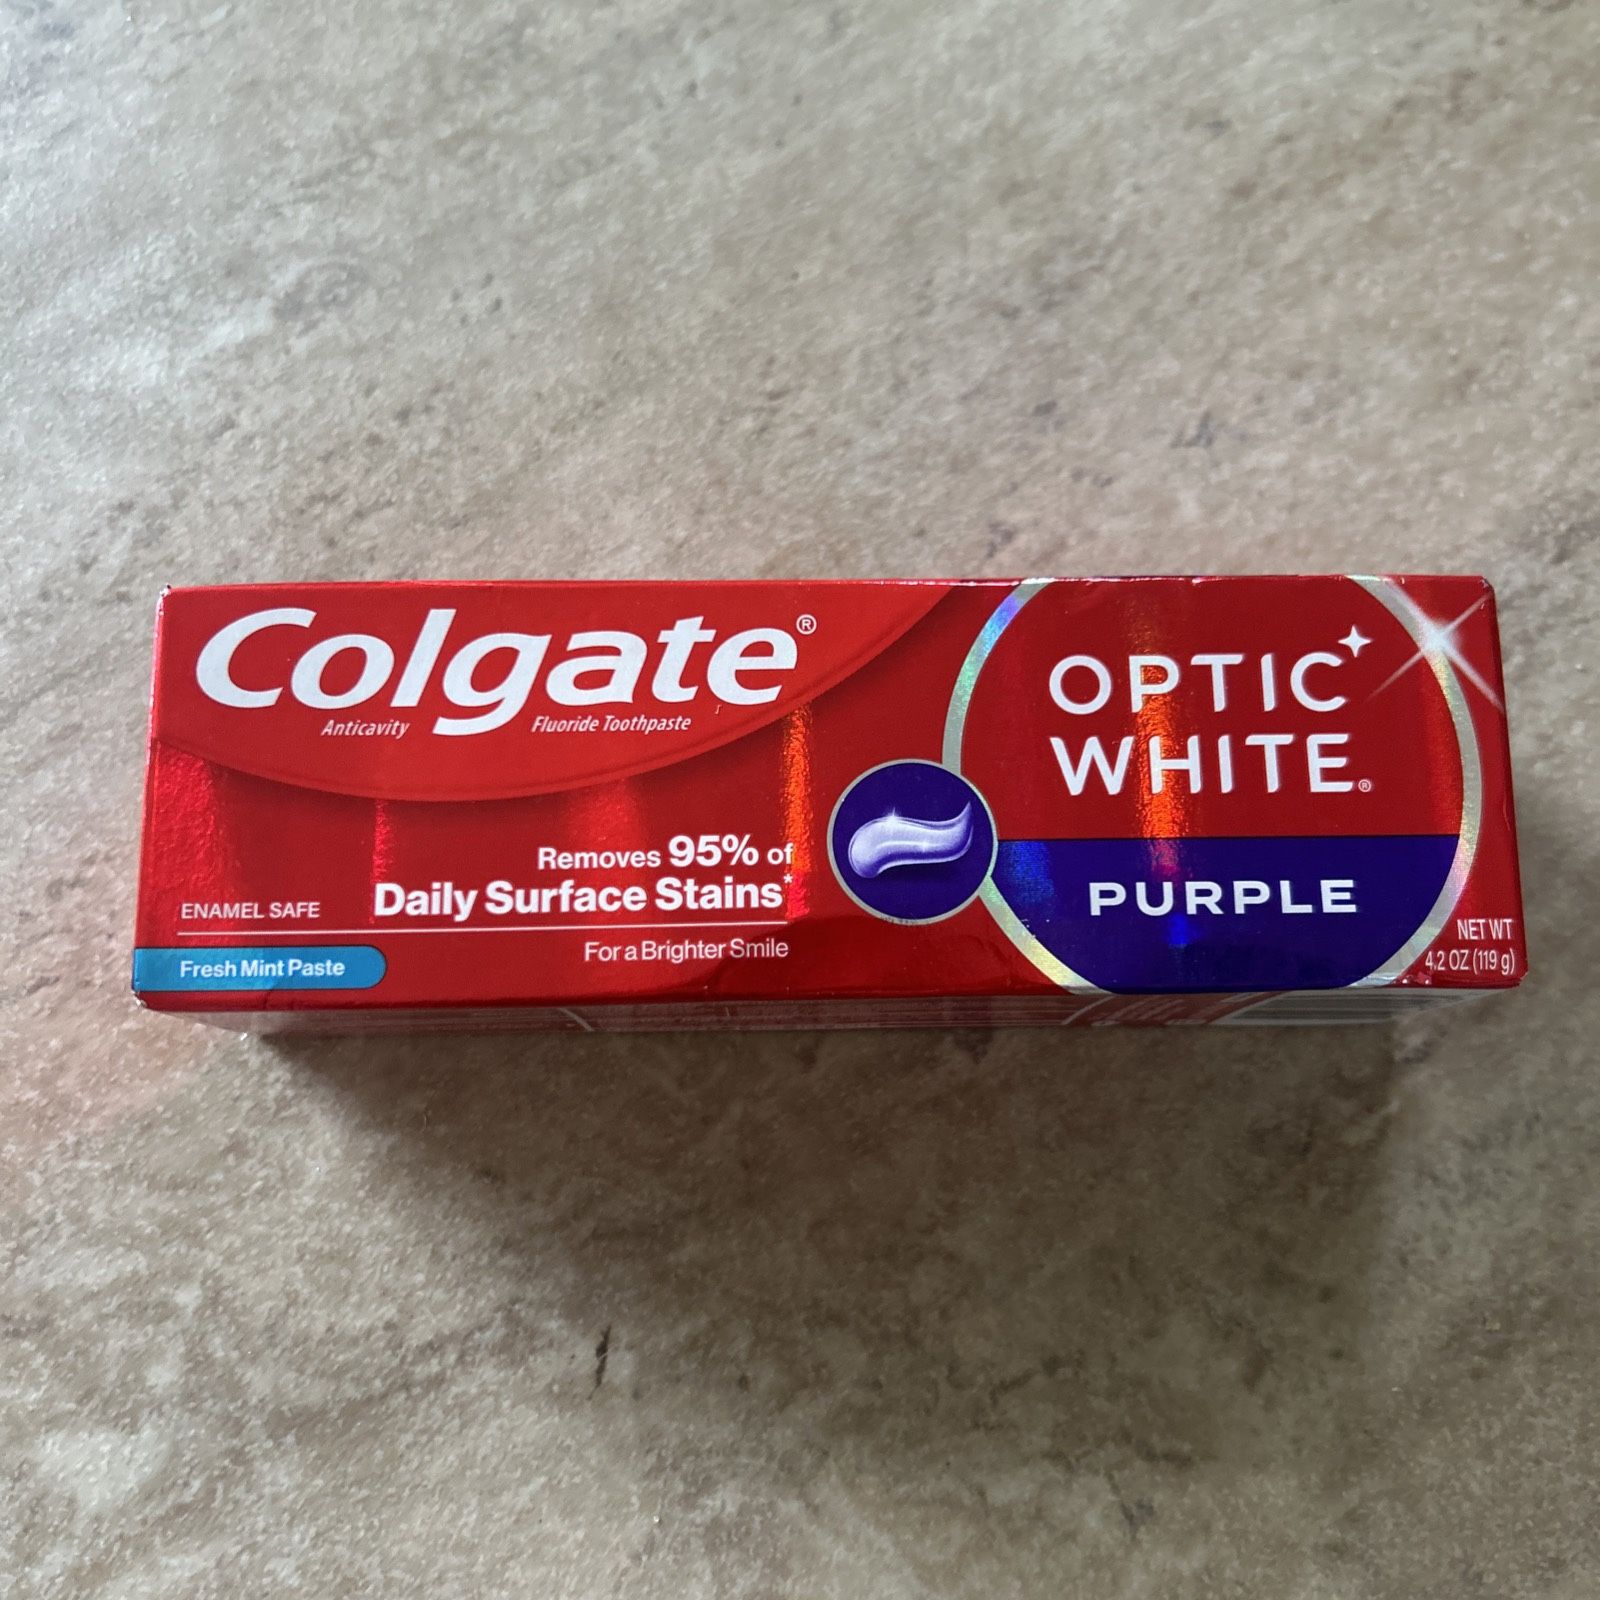 Colgate®
Anticavity Fluoride Toothpaste
Removes 95% of
Daily Surface Stains*
For a Brighter Smile
ENAMEL SAFE
Fresh Mint Paste
OPTIC
WHITE®
PURPLE
NET WT
4.2 OZ (119 g)